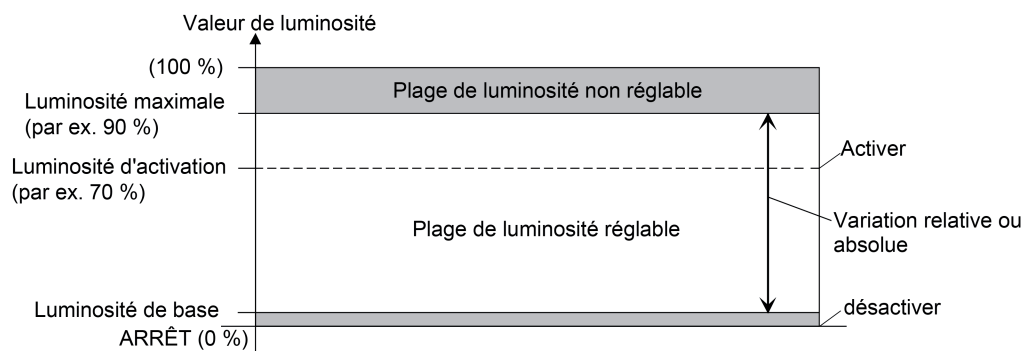 Valeur de luminosité
(100 %)
Plage de luminosité non réglable
Luminosité maximale
(par ex. 90 %)
Luminosité d'activation
(par ex. 70 %)
Activer
Plage de luminosité réglable
Variation relative ou
absolue
Luminosité de base
désactiver
ARRÊT (0 %)